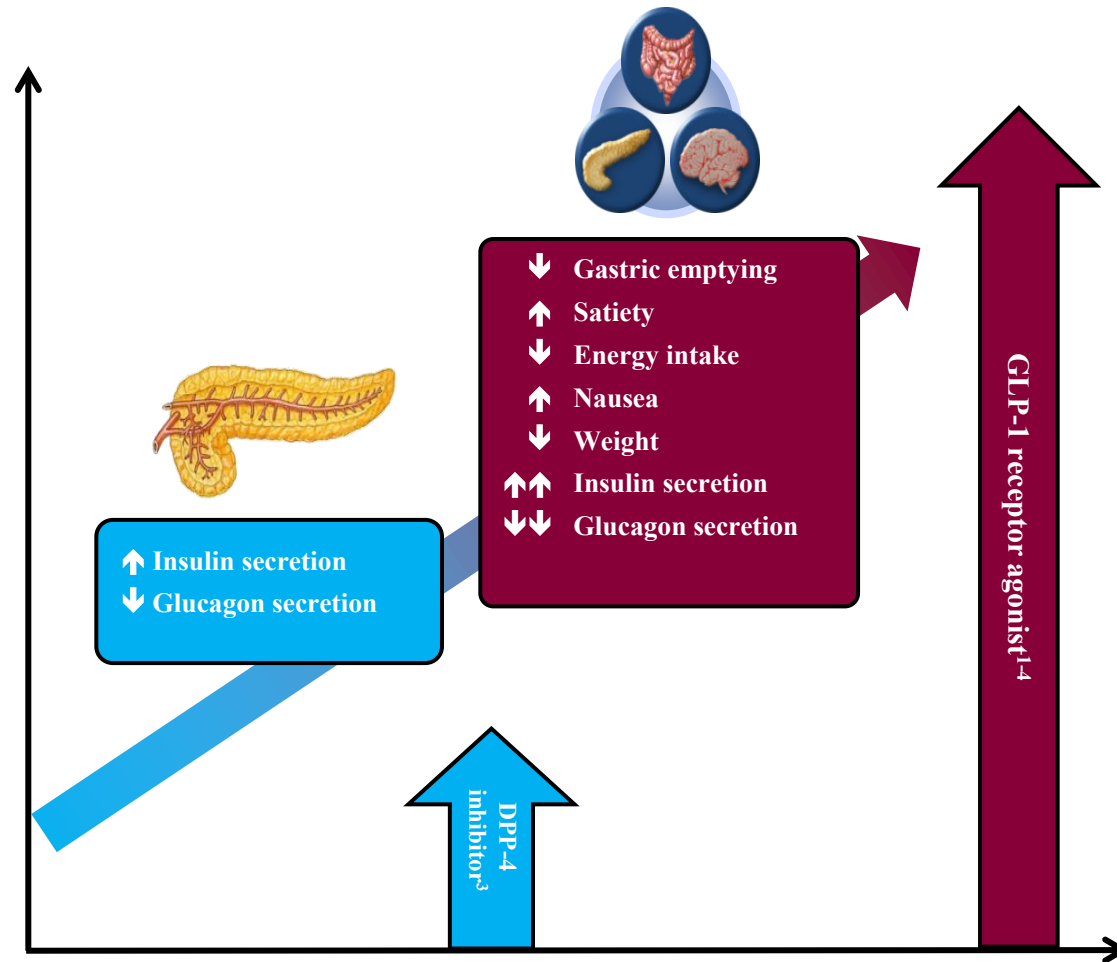 ↓ Gastric emptying
↑ Satiety
↓ Energy intake
↑ Nausea
↓ Weight
↑↑ Insulin secretion
↓↓ Glucagon secretion
↑ Insulin secretion
↓ Glucagon secretion
DPP-4
inhibitor³
GLP-1 receptor agonist¹⁻⁴